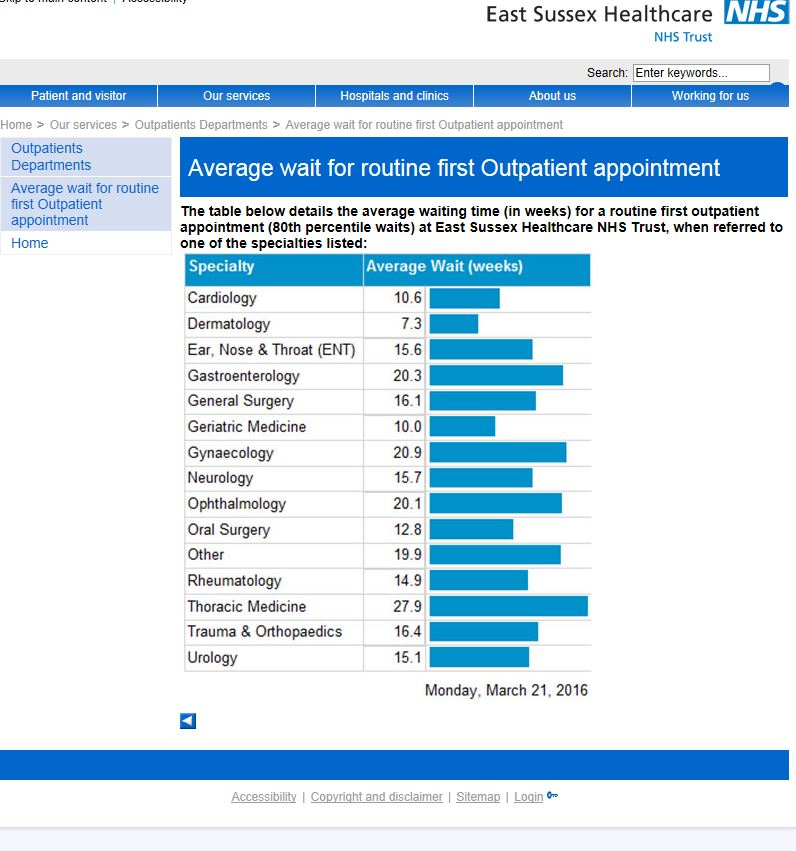 Skip to main content | Accessibility
East Sussex Healthcare NHS
NHS Trust
Search: Enter keywords...
Patient and visitor Our services Hospitals and clinics About us Working for us
Home > Our services > Outpatients Departments > Average wait for routine first Outpatient appointment
Outpatients
Departments
Average wait for routine
first Outpatient
appointment
Home
Average wait for routine first Outpatient appointment
The table below details the average waiting time (in weeks) for a routine first outpatient
appointment (80th percentile waits) at East Sussex Healthcare NHS Trust, when referred to
one of the specialties listed:
Specialty Average Wait (weeks)
Cardiology 10.6
Dermatology 7.3
Ear, Nose & Throat (ENT) 15.6
Gastroenterology 20.3
General Surgery 16.1
Geriatric Medicine 10.0
Gynaecology 20.9
Neurology 15.7
Ophthalmology 20.1
Oral Surgery 12.8
Other 19.9
Rheumatology 14.9
Thoracic Medicine 27.9
Trauma & Orthopaedics 16.4
Urology 15.1
Monday, March 21, 2016
Accessibility | Copyright and disclaimer | Sitemap | Login